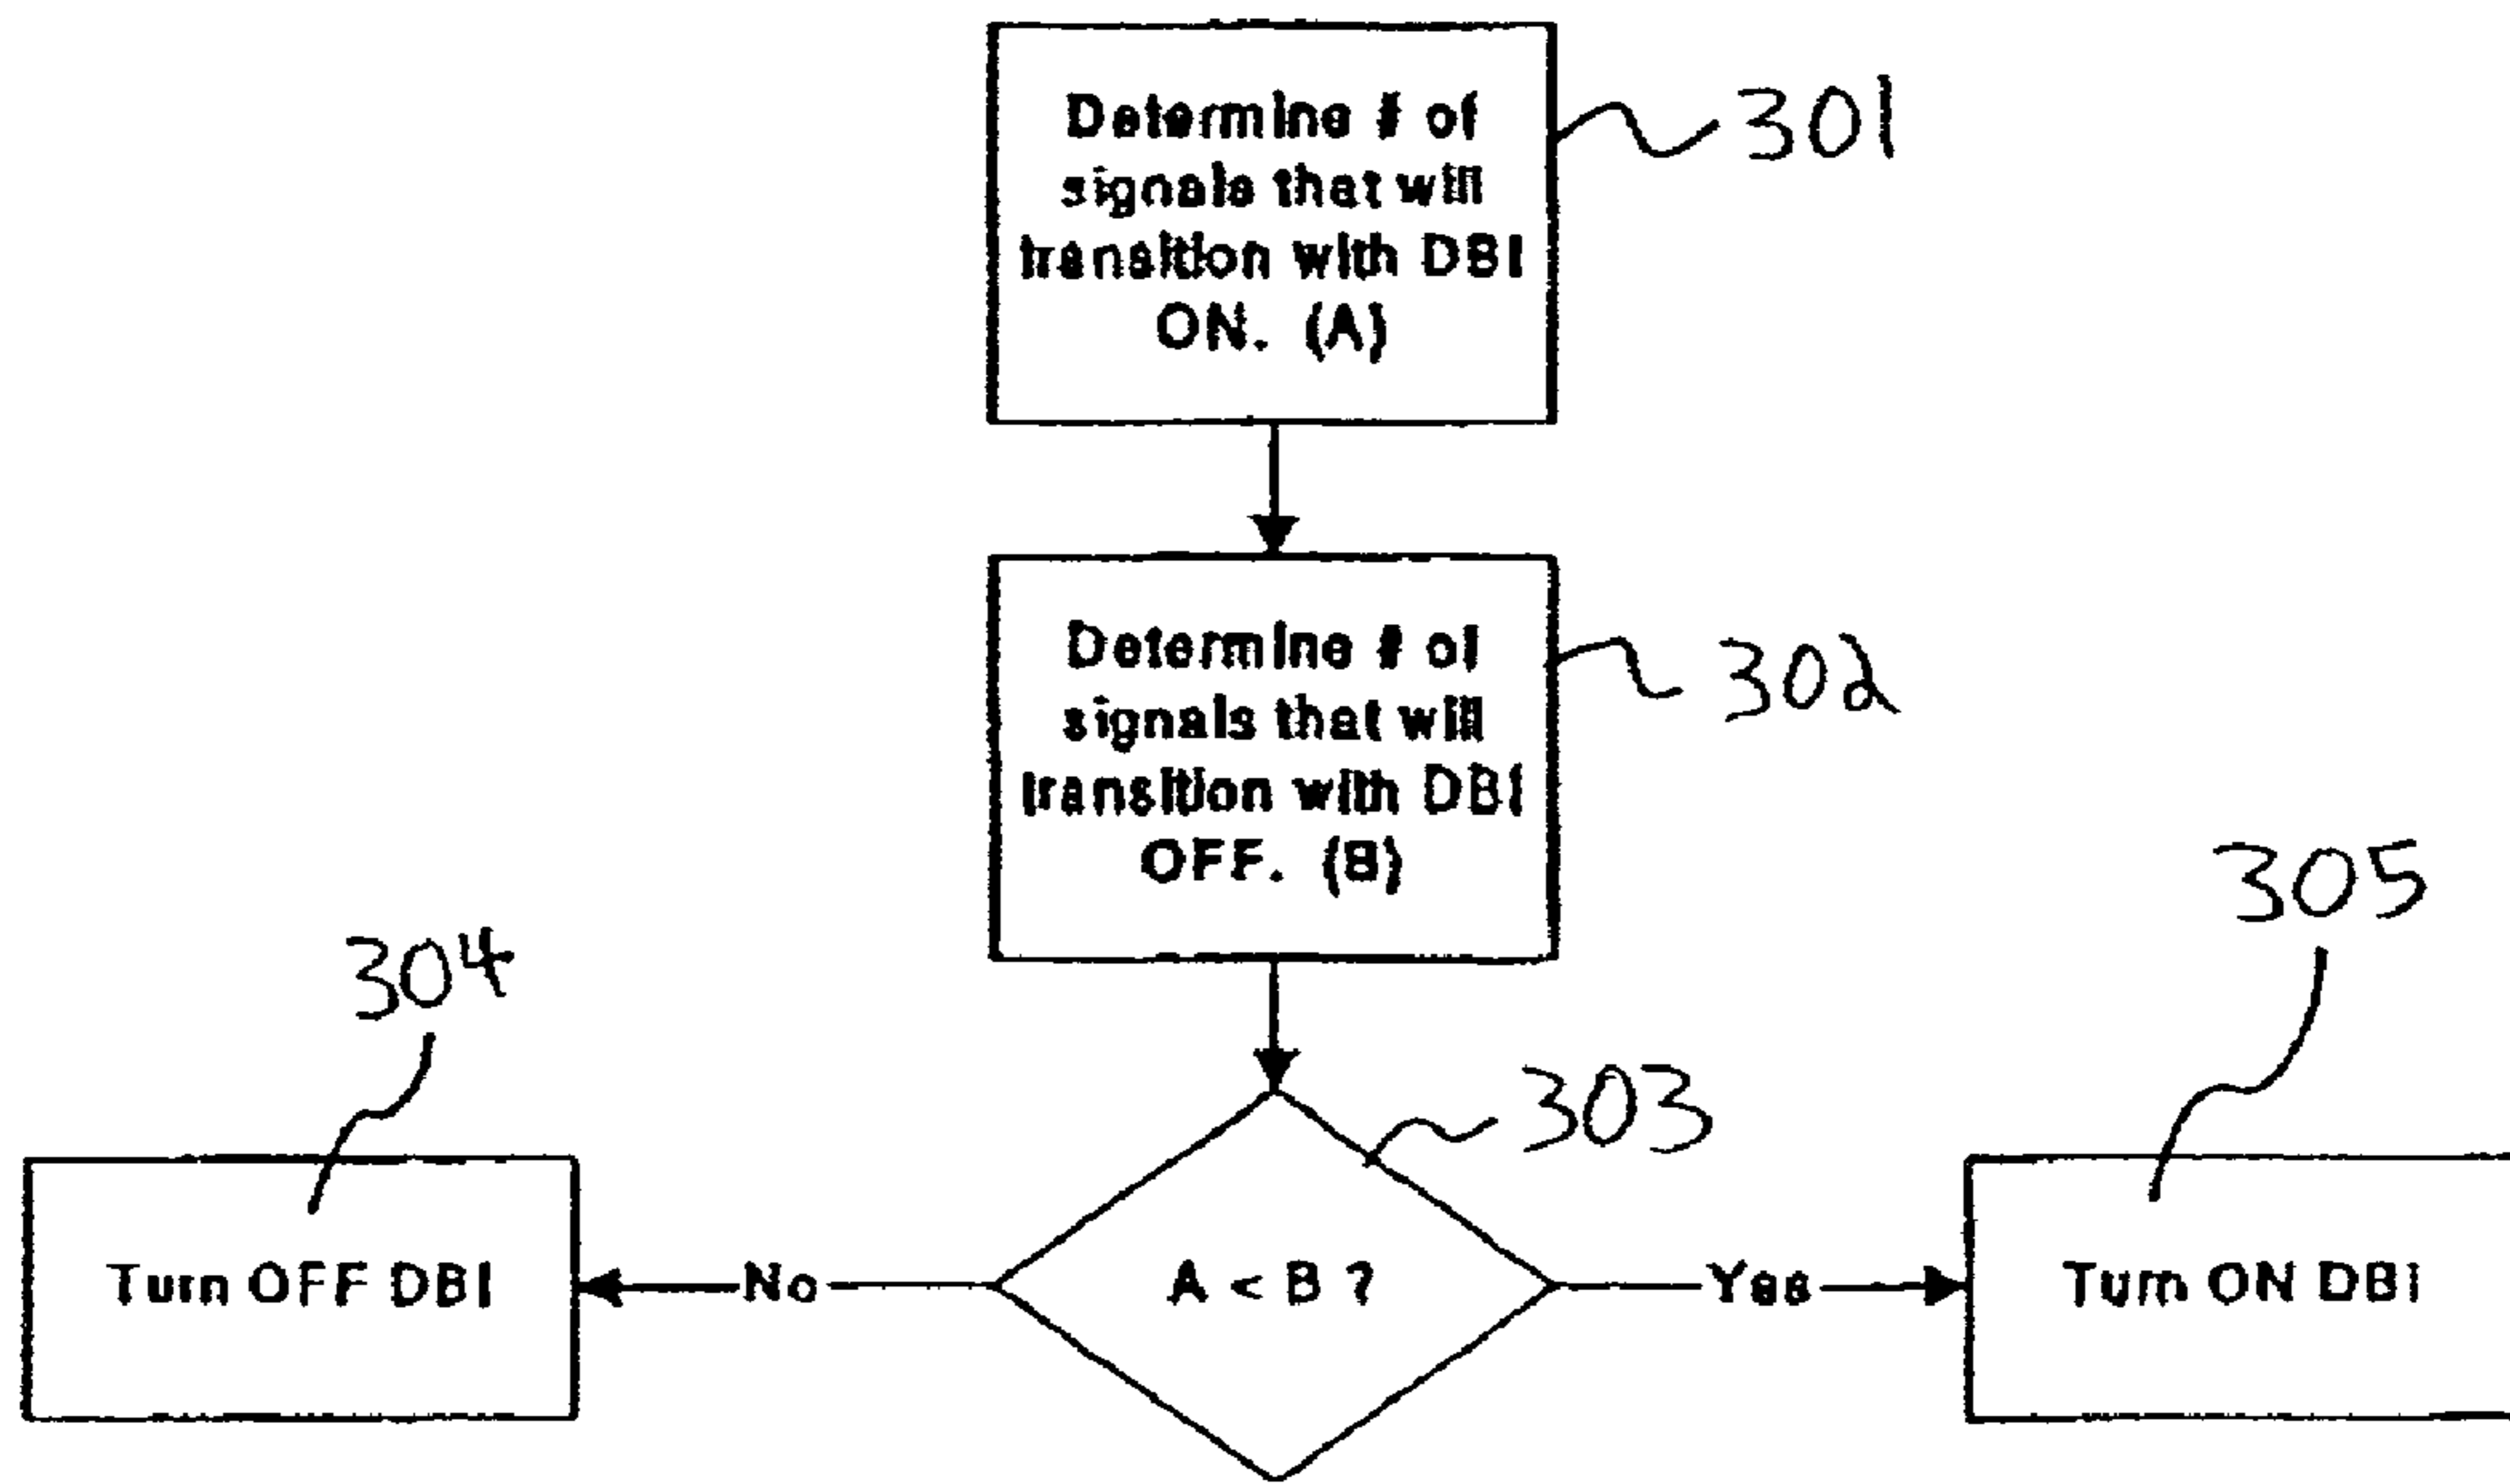 Determine # of
signals that will
transition with DBI
ON. (A)
301
Determine # of
signals that will
transition with DBI
OFF. (B)
302
305
304
303
Turn OFF DBI
No
A < B ?
Yes
Turn ON DBI